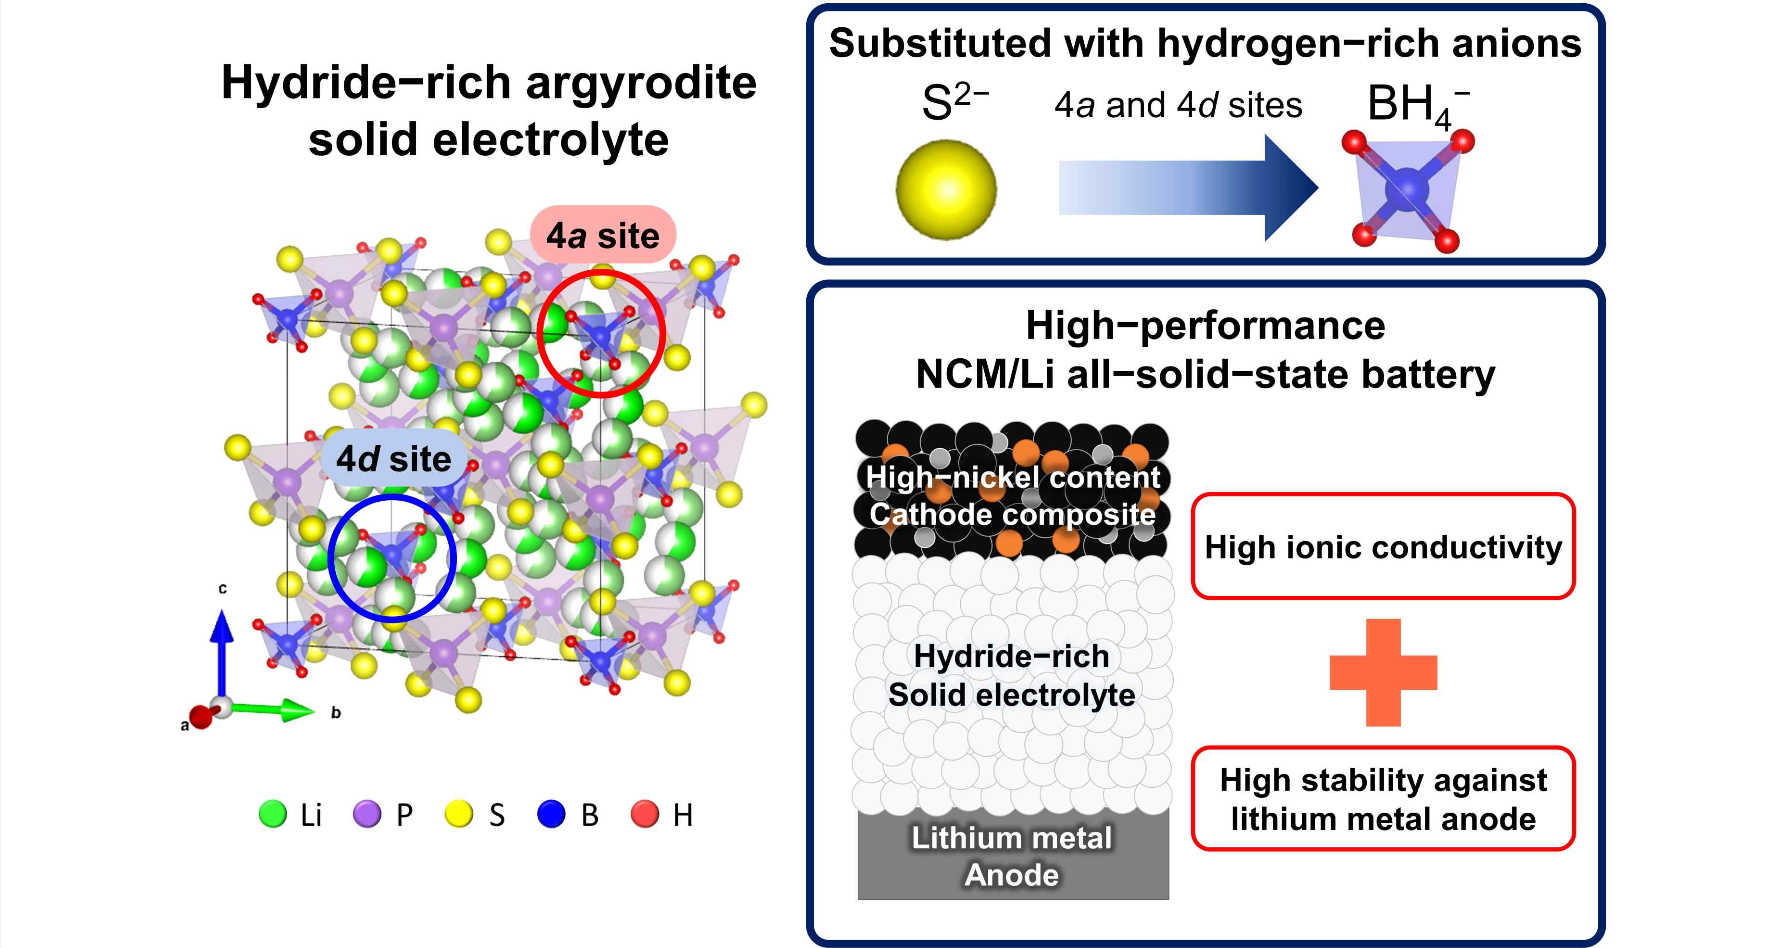 Hydride−rich argyrodite
solid electrolyte
4a site
4d site
c
b
a
Li P S B H
Substituted with hydrogen−rich anions
S²⁻ 4a and 4d sites BH₄⁻
High−performance
NCM/Li all−solid−state battery
High−nickel content
Cathode composite
Hydride−rich
Solid electrolyte
Lithium metal
Anode
High ionic conductivity
High stability against
lithium metal anode